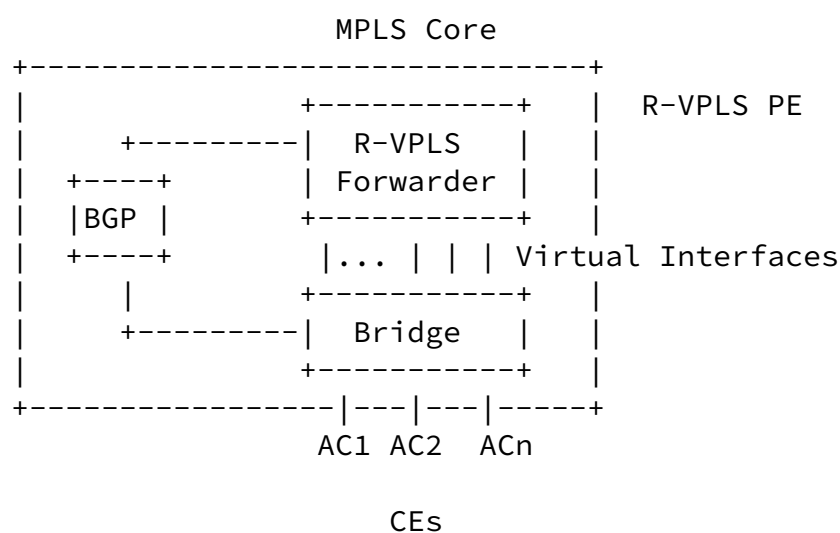 MPLS Core
R-VPLS PE
R-VPLS
Forwarder
BGP
... Virtual Interfaces
Bridge
AC1 AC2 ACn
CEs